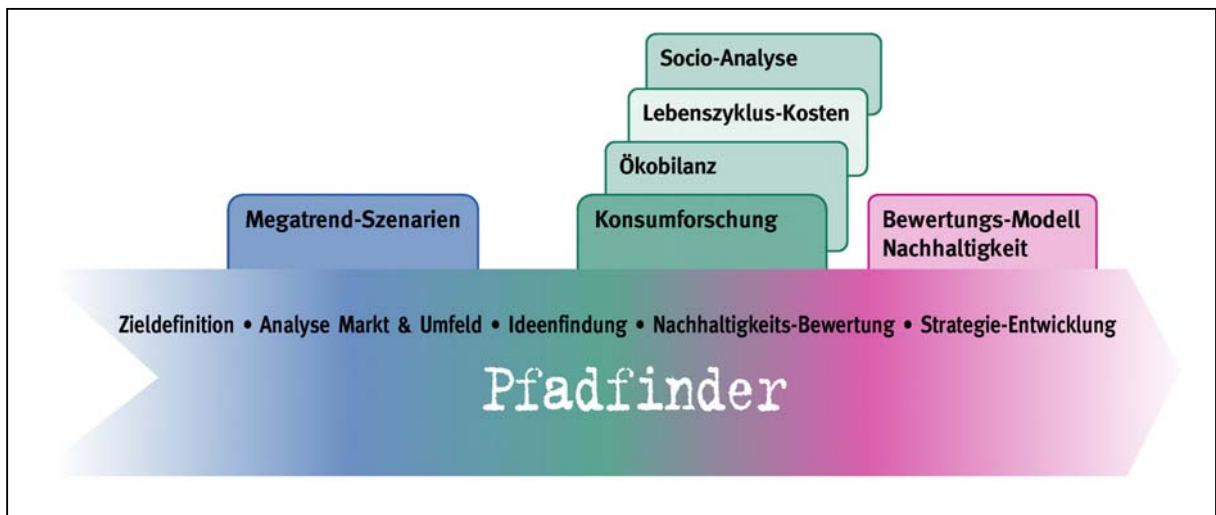 Socio-Analyse
Lebenszyklus-Kosten
Ökobilanz
Megatrend-Szenarien
Konsumforschung
Bewertungs-Modell
Nachhaltigkeit
Zieldefinition • Analyse Markt & Umfeld • Ideenfindung • Nachhaltigkeits-Bewertung • Strategie-Entwicklung
Pfadfinder